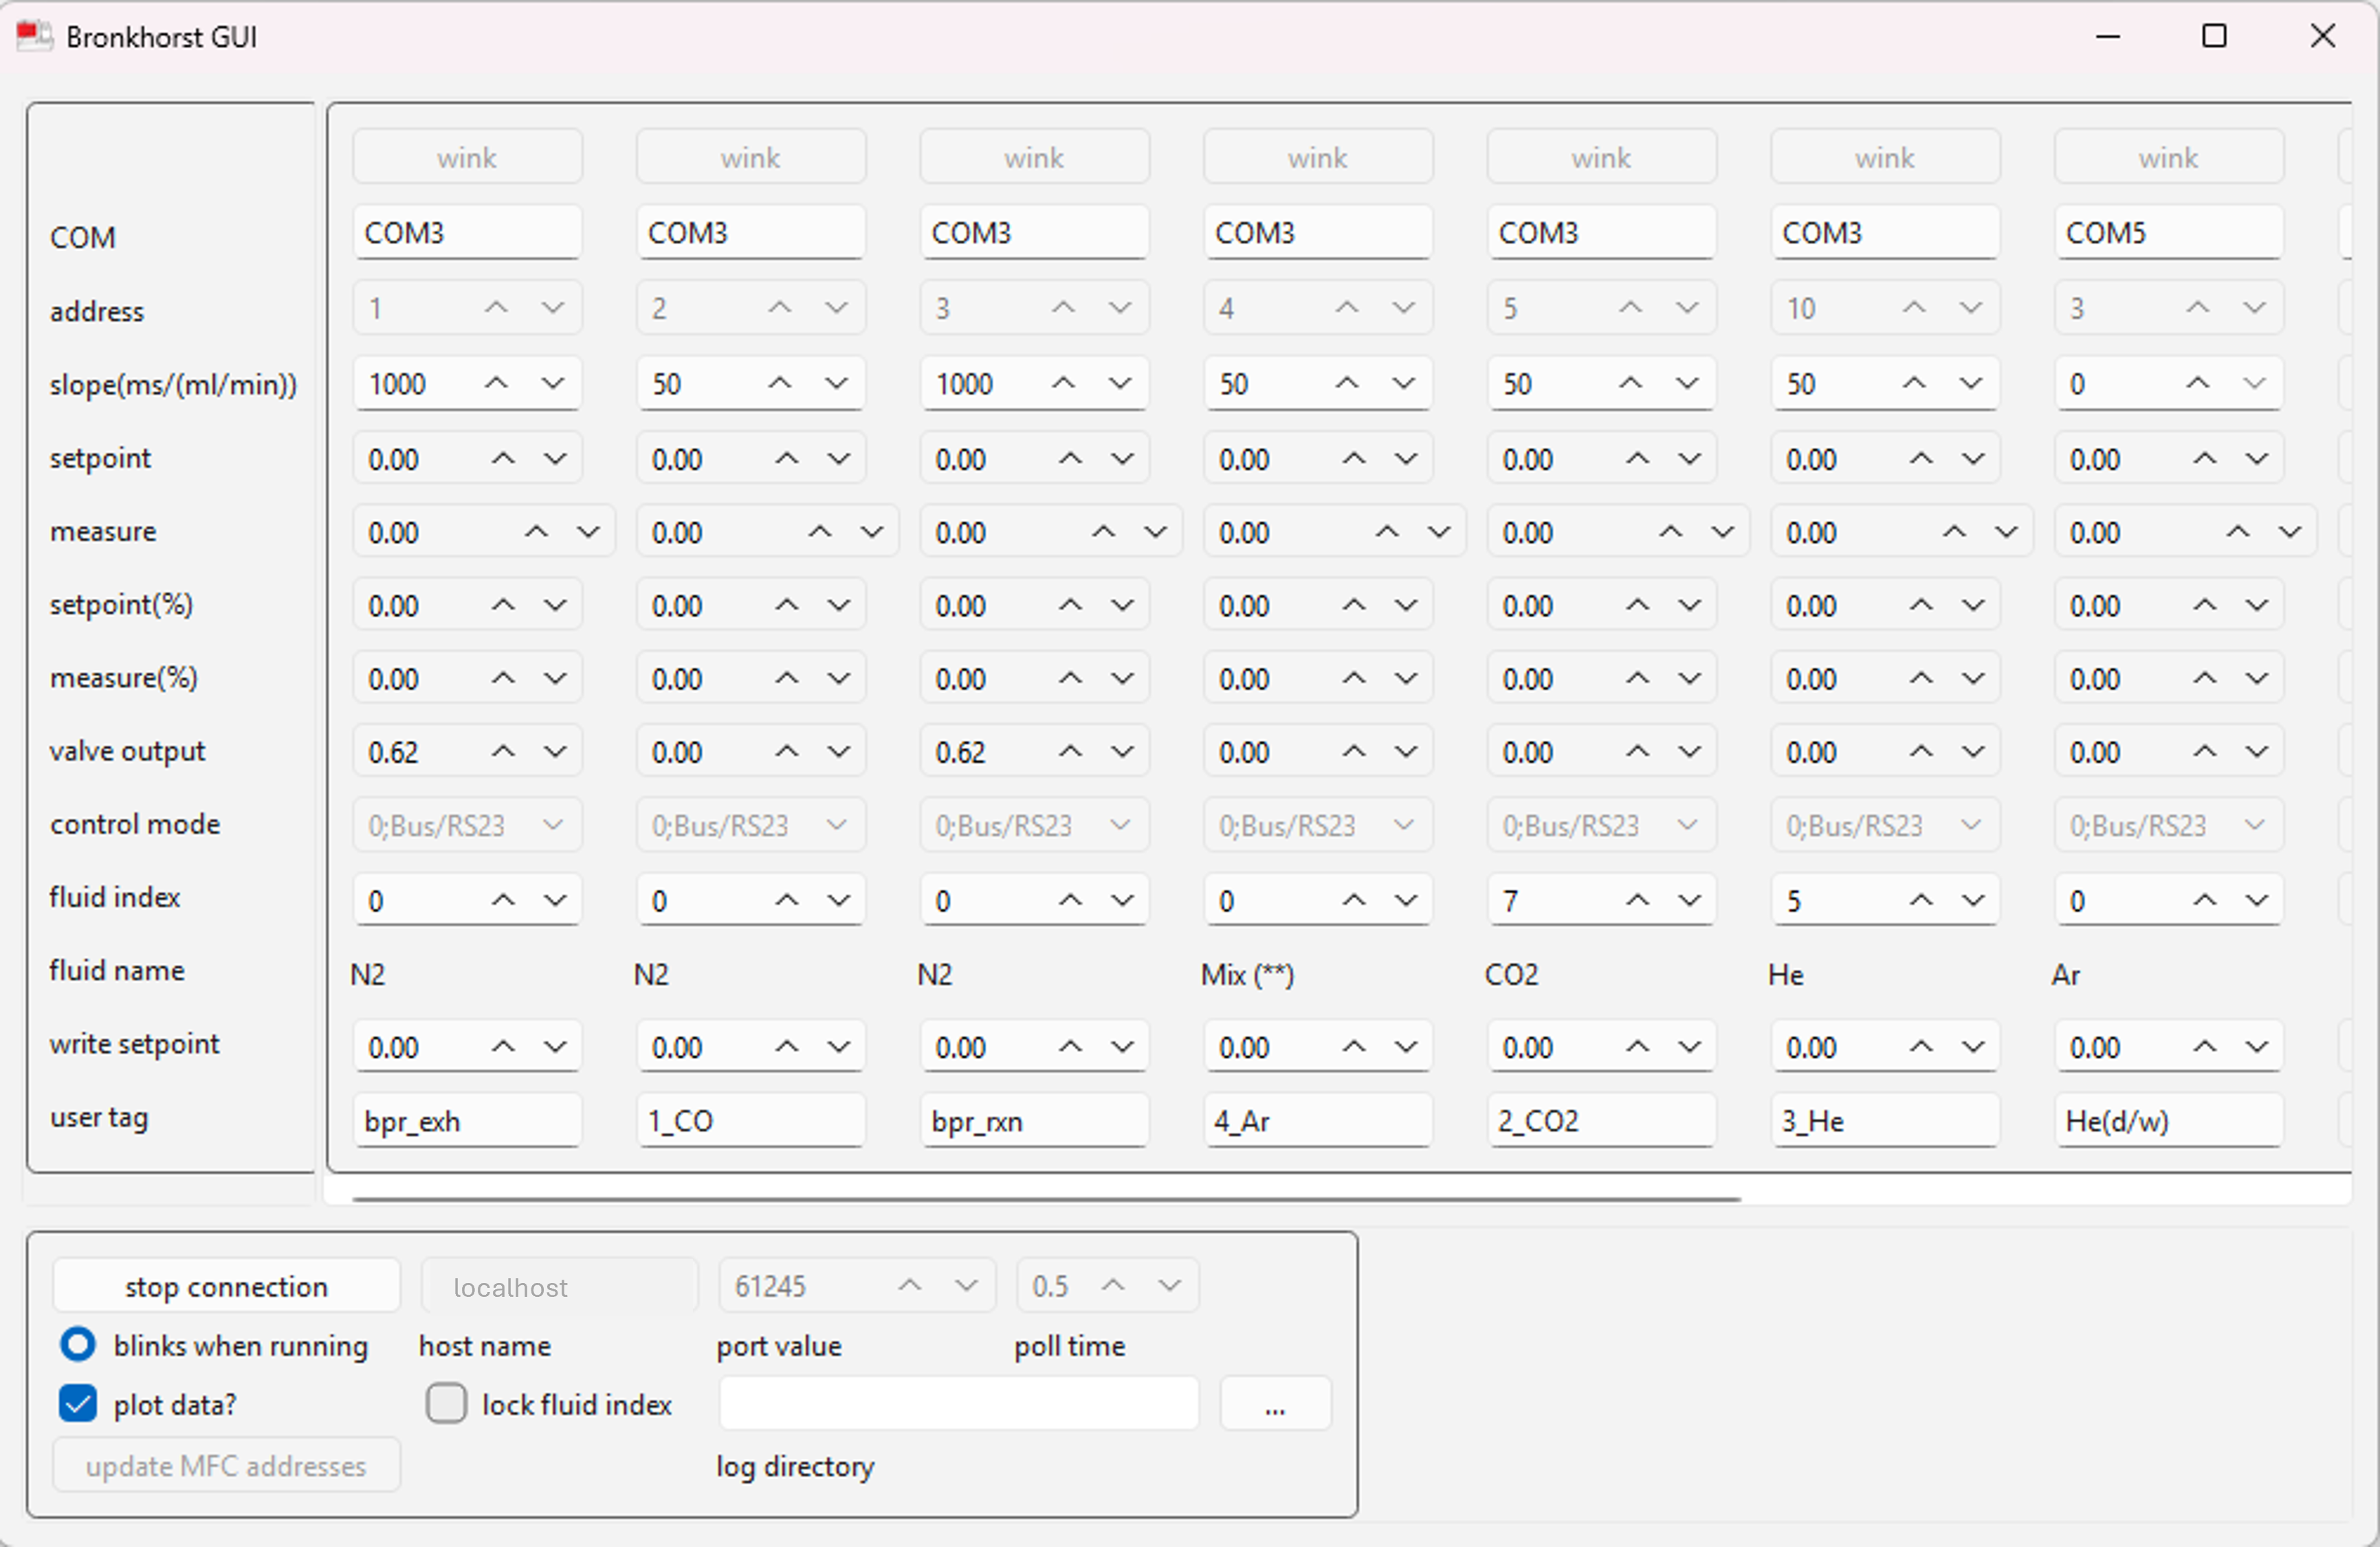 Bronkhorst GUI
wink wink wink wink wink wink wink
COM COM3 COM3 COM3 COM3 COM3 COM3 COM5
address 1 2 3 4 5 10 3
slope(ms/(ml/min)) 1000 50 1000 50 50 50 0
setpoint 0.00 0.00 0.00 0.00 0.00 0.00 0.00
measure 0.00 0.00 0.00 0.00 0.00 0.00 0.00
setpoint(%) 0.00 0.00 0.00 0.00 0.00 0.00 0.00
measure(%) 0.00 0.00 0.00 0.00 0.00 0.00 0.00
valve output 0.62 0.00 0.62 0.00 0.00 0.00 0.00
control mode 0;Bus/RS23 0;Bus/RS23 0;Bus/RS23 0;Bus/RS23 0;Bus/RS23 0;Bus/RS23 0;Bus/RS23
fluid index 0 0 0 0 7 5 0
fluid name N2 N2 N2 Mix (**) CO2 He Ar
write setpoint 0.00 0.00 0.00 0.00 0.00 0.00 0.00
user tag bpr_exh 1_CO bpr_rxn 4_Ar 2_CO2 3_He He(d/w)
stop connection localhost 61245 0.5
blinks when running host name port value poll time
plot data? lock fluid index ...
update MFC addresses log directory